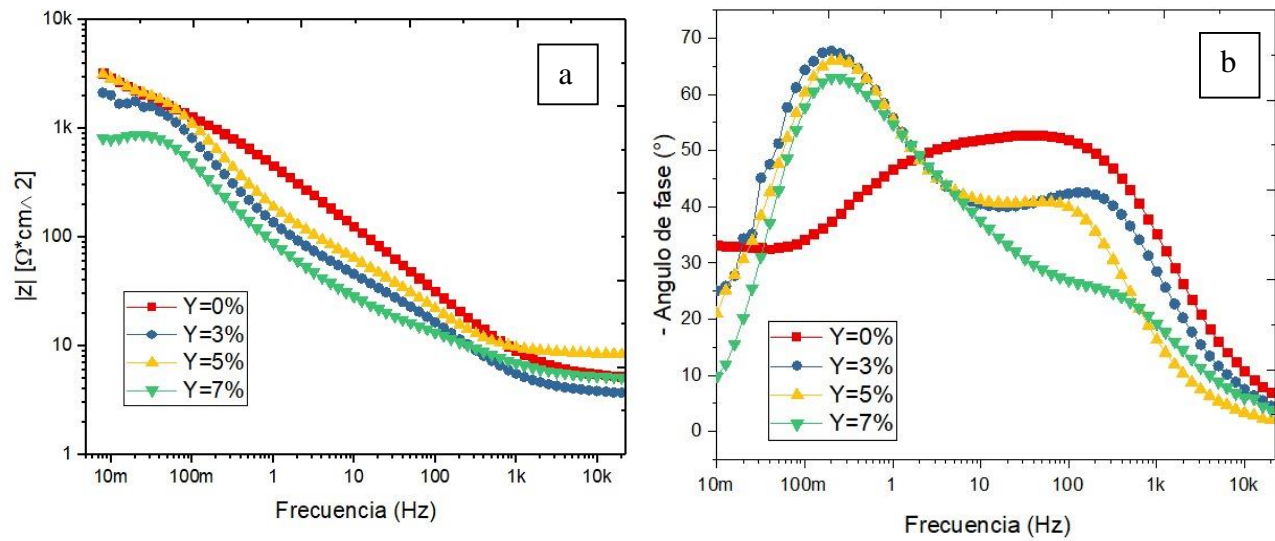 a
10k
1k
100
10
1
|z| [Ω*cm^ 2]
Y=0%
Y=3%
Y=5%
Y=7%
10m 100m 1 10 100 1k 10k
Frecuencia (Hz)
b
70
60
50
40
30
20
10
0
- Angulo de fase (°)
Y=0%
Y=3%
Y=5%
Y=7%
10m 100m 1 10 100 1k 10k
Frecuencia (Hz)